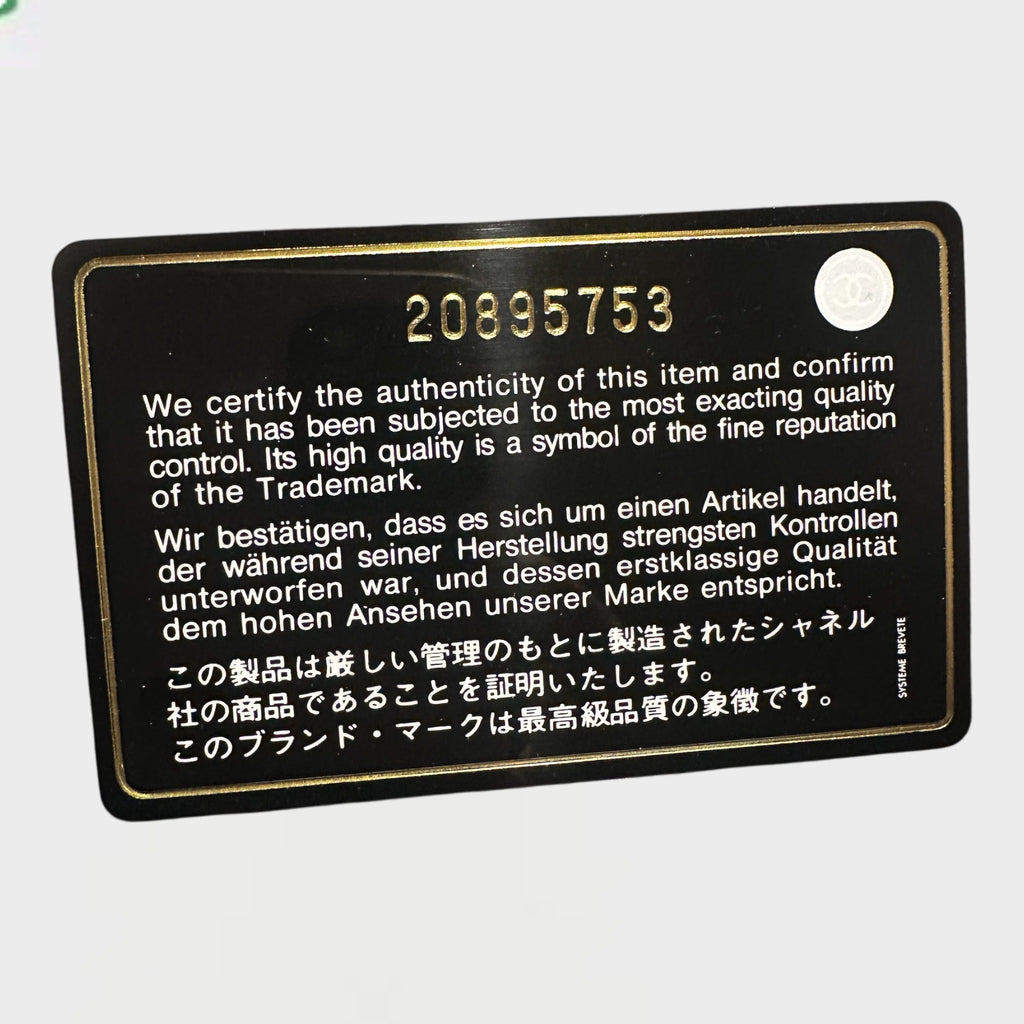 20895753
We certify the authenticity of this item and confirm
that it has been subjected to the most exacting quality
control. Its high quality is a symbol of the fine reputation
of the Trademark.
Wir bestätigen, dass es sich um einen Artikel handelt,
der während seiner Herstellung strengsten Kontrollen
unterworfen war, und dessen erstklassige Qualität
dem hohen Ansehen unserer Marke entspricht.
この製品は厳しい管理のもとに製造されたシャネル
社の商品であることを証明いたします。
このブランド・マークは最高級品質の象徴です。
SYSTEME BREVETE